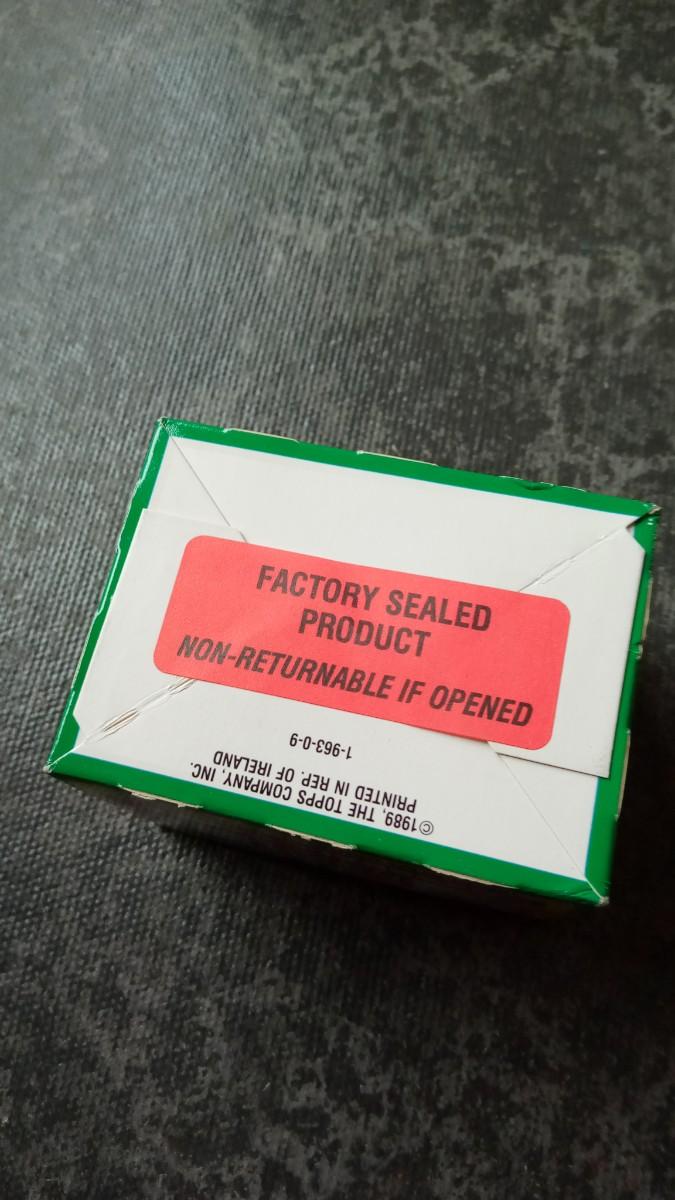 FACTORY SEALED
PRODUCT
NON-RETURNABLE IF OPENED
©1989, THE TOPPS COMPANY, INC.
PRINTED IN REP. OF IRELAND
1-963-0-9